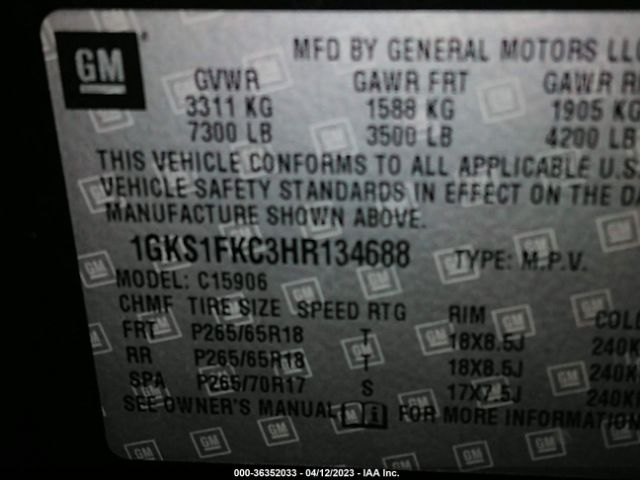 GM
MFD BY GENERAL MOTORS LLC
GVWR GAWR FRT GAWR R
3311 KG 1588 KG 1905 KG
7300 LB 3500 LB 4200 LB
THIS VEHICLE CONFORMS TO ALL APPLICABLE U.S.
VEHICLE SAFETY STANDARDS IN EFFECT ON THE DA
MANUFACTURE SHOWN ABOVE.
1GKS1FKC3HR134688 TYPE: M.P.V.
MODEL: C15906
CHMF TIRE SIZE SPEED RTG RIM COL
FRT P265/65R18 T 18X8.5J 240K
RR P265/65R18 T 18X8.5J 240K
SPA P265/70R17 S 17X7.5J 240K
SEE OWNER'S MANUAL FOR MORE INFORMATION
000-36352033 - 04/12/2023 - IAA Inc.